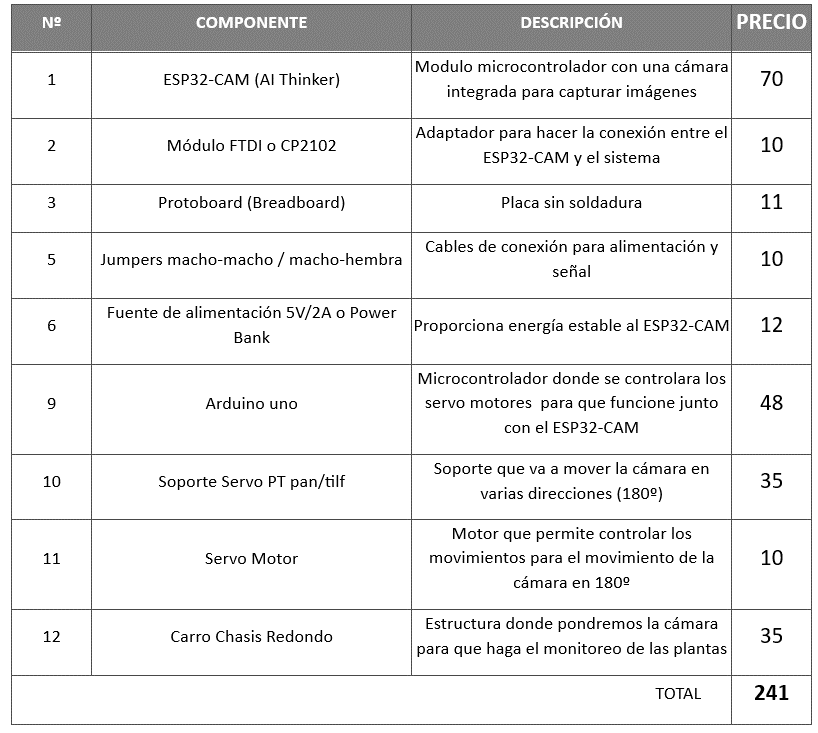 Nº COMPONENTE DESCRIPCIÓN PRECIO
1 ESP32-CAM (AI Thinker) Modulo microcontrolador con una cámara
integrada para capturar imágenes 70
2 Módulo FTDI o CP2102 Adaptador para hacer la conexión entre el
ESP32-CAM y el sistema 10
3 Protoboard (Breadboard) Placa sin soldadura 11
5 Jumpers macho-macho / macho-hembra Cables de conexión para alimentación y
señal 10
6 Fuente de alimentación 5V/2A o Power
Bank Proporciona energía estable al ESP32-CAM 12
9 Arduino uno Microcontrolador donde se controlara los
servo motores para que funcione junto
con el ESP32-CAM 48
10 Soporte Servo PT pan/tilf Soporte que va a mover la cámara en
varias direcciones (180º) 35
11 Servo Motor Motor que permite controlar los
movimientos para el movimiento de la
cámara en 180º 10
12 Carro Chasis Redondo Estructura donde pondremos la cámara
para que haga el monitoreo de las plantas 35
TOTAL 241